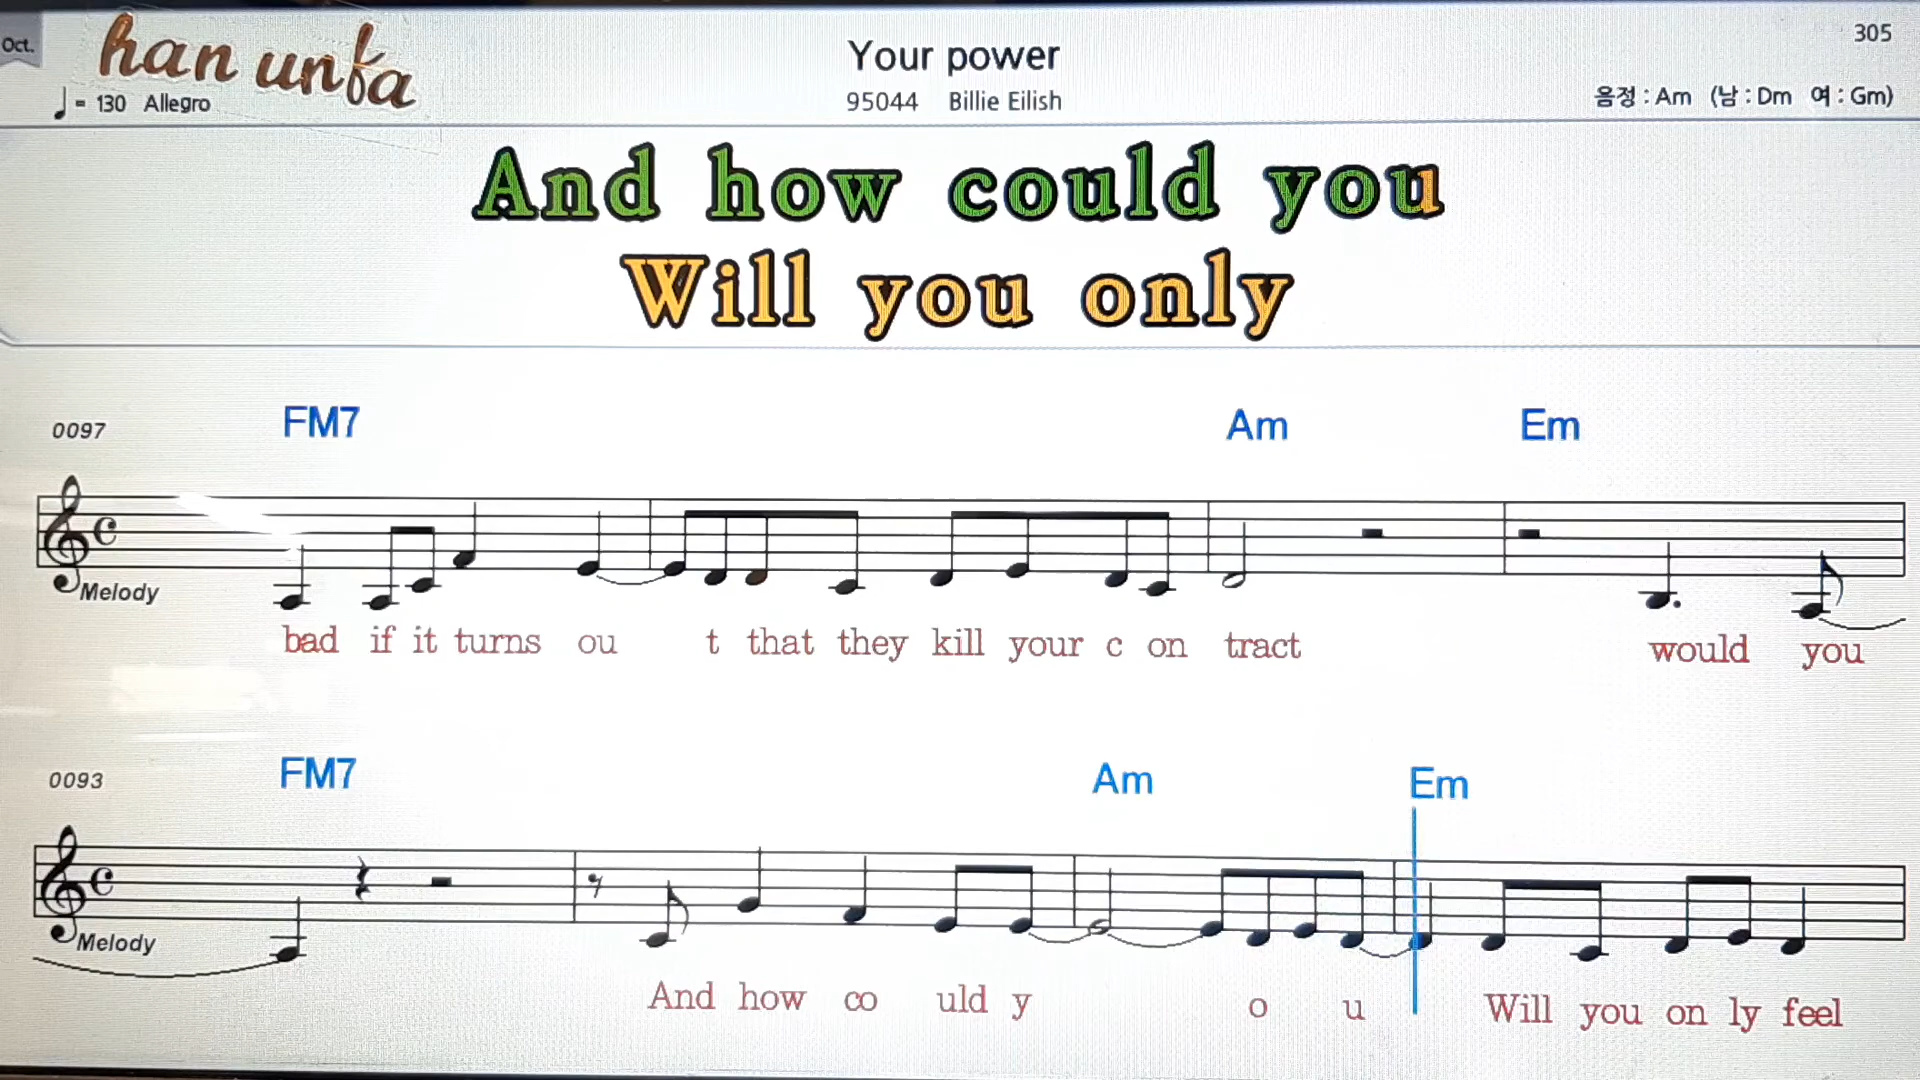 Oct.
han unfa
305
Your power
♩ = 130 Allegro
95044 Billie Eilish
음정 : Am (남 : Dm 여 : Gm)
And how could you
Will you only
0097 FM7 Am Em
Melody
bad if it turns ou t that they kill your c on tract would you
0093 FM7 Am Em
Melody
And how co uld y o u Will you on ly feel